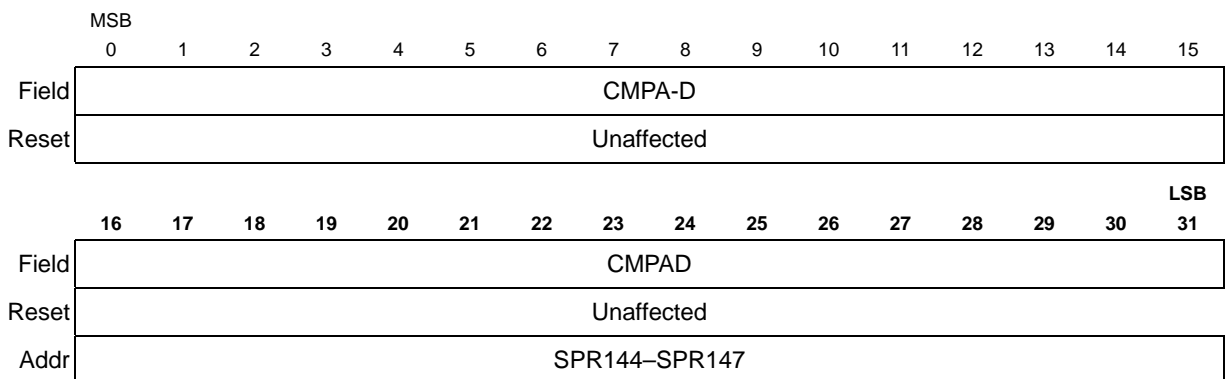 MSB
0 1 2 3 4 5 6 7 8 9 10 11 12 13 14 15
Field CMPA-D
Reset Unaffected
LSB
16 17 18 19 20 21 22 23 24 25 26 27 28 29 30 31
Field CMPAD
Reset Unaffected
Addr SPR144–SPR147